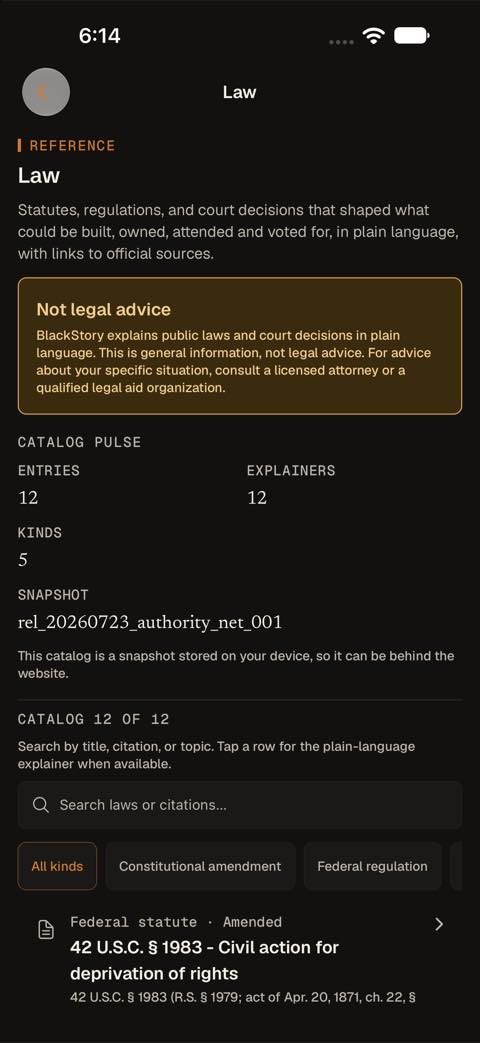 6:14
Law
REFERENCE
Law
Statutes, regulations, and court decisions that shaped what
could be built, owned, attended and voted for, in plain language,
with links to official sources.
Not legal advice
BlackStory explains public laws and court decisions in plain
language. This is general information, not legal advice. For advice
about your specific situation, consult a licensed attorney or a
qualified legal aid organization.
CATALOG PULSE
ENTRIES
12
EXPLAINERS
12
KINDS
5
SNAPSHOT
rel_20260723_authority_net_001
This catalog is a snapshot stored on your device, so it can be behind the
website.
CATALOG 12 OF 12
Search by title, citation, or topic. Tap a row for the plain-language
explainer when available.
Search laws or citations...
All kinds
Constitutional amendment
Federal regulation
Federal statute · Amended
42 U.S.C. § 1983 - Civil action for
deprivation of rights
42 U.S.C. § 1983 (R.S. § 1979; act of Apr. 20, 1871, ch. 22, §